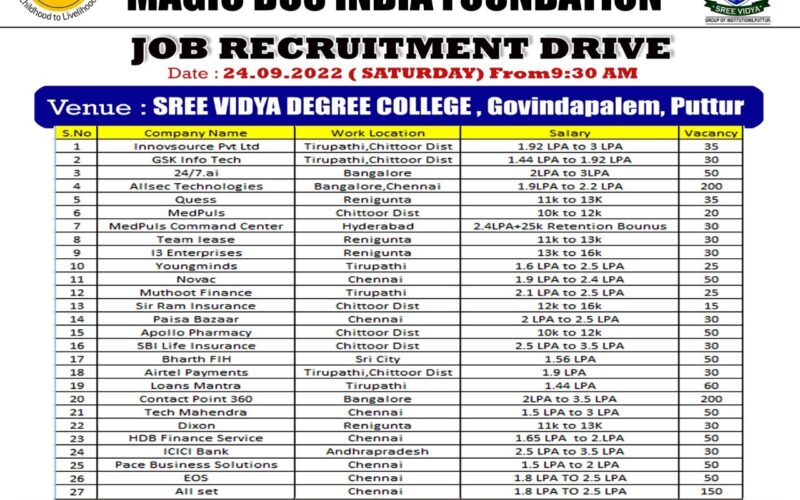 Childhood to Livelihood
MAGIC BUS INDIA FOUNDATION
"SREE VIDYA"
GROUP OF INSTITUTIONS, PUTTUR.
JOB RECRUITMENT DRIVE
Date : 24.09.2022 ( SATURDAY) From9:30 AM
Venue : SREE VIDYA DEGREE COLLEGE , Govindapalem, Puttur
S.No Company Name Work Location Salary Vacancy
1 Innovsource Pvt Ltd Tirupathi,Chittoor Dist 1.92 LPA to 3 LPA 35
2 GSK Info Tech Tirupathi,Chittoor Dist 1.44 LPA to 1.92 LPA 30
3 24/7.ai Bangalore 2LPA to 3LPA 50
4 Allsec Technologies Bangalore,Chennai 1.9LPA to 2.2 LPA 200
5 Quess Renigunta 11k to 13K 35
6 MedPuls Chittoor Dist 10k to 12k 20
7 MedPuls Command Center Hyderabad 2.4LPA+25k Retention Bounus 30
8 Team lease Renigunta 11k to 13k 30
9 I3 Enterprises Renigunta 13k to 16k 30
10 Youngminds Tirupathi 1.6 LPA to 2.5 LPA 25
11 Novac Chennai 1.9 LPA to 2.4 LPA 50
12 Muthoot Finance Tirupathi 2.1 LPA to 2.5 LPA 25
13 Sir Ram Insurance Chittoor Dist 12k to 16k 15
14 Paisa Bazaar Chennai 2 LPA to 2.5 LPA 30
15 Apollo Pharmacy Chittoor Dist 10k to 12k 50
16 SBI Life Insurance Chittoor Dist 2.5 LPA to 3.5 LPA 30
17 Bharth FIH Sri City 1.56 LPA 50
18 Airtel Payments Tirupathi,Chittoor Dist 1.9 LPA 30
19 Loans Mantra Tirupathi 1.44 LPA 60
20 Contact Point 360 Bangalore 2LPA to 3.5 LPA 200
21 Tech Mahendra Chennai 1.5 LPA to 3 LPA 50
22 Dixon Renigunta 11k to 13K 30
23 HDB Finance Service Chennai 1.65 LPA to 2.LPA 50
24 ICICI Bank Andhrapradesh 2.5 LPA to 3.5 LPA 30
25 Pace Business Solutions Chennai 1.5 LPA to 2 LPA 50
26 EOS Chennai 1.8 LPA TO 2.5 LPA 50
27 All set Chennai 1.8 LPA TO 2.5 LPA 150